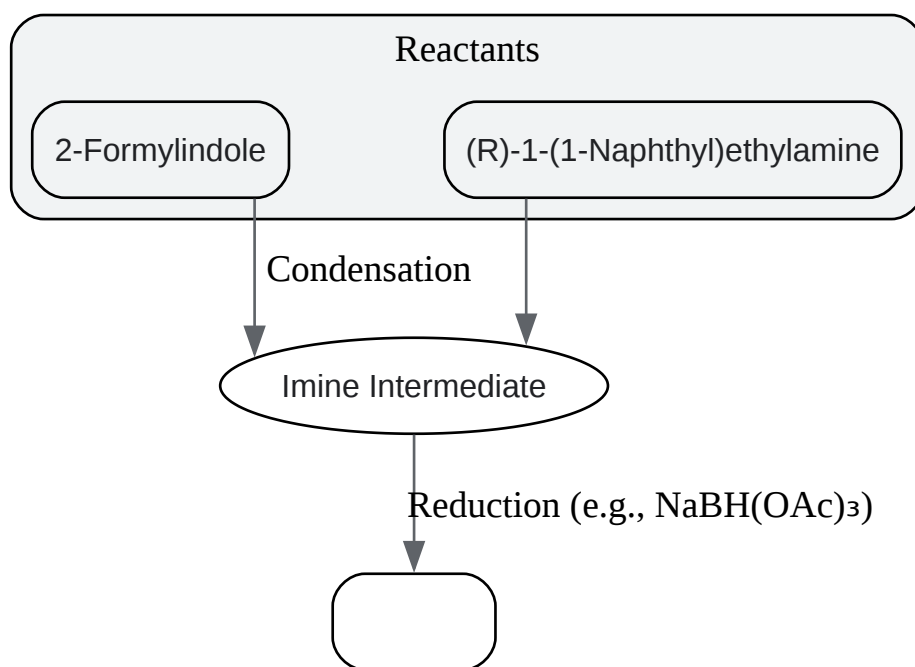 Reactants
2-Formylindole
(R)-1-(1-Naphthyl)ethylamine
Condensation
Imine Intermediate
Reduction (e.g., NaBH(OAc)₃)